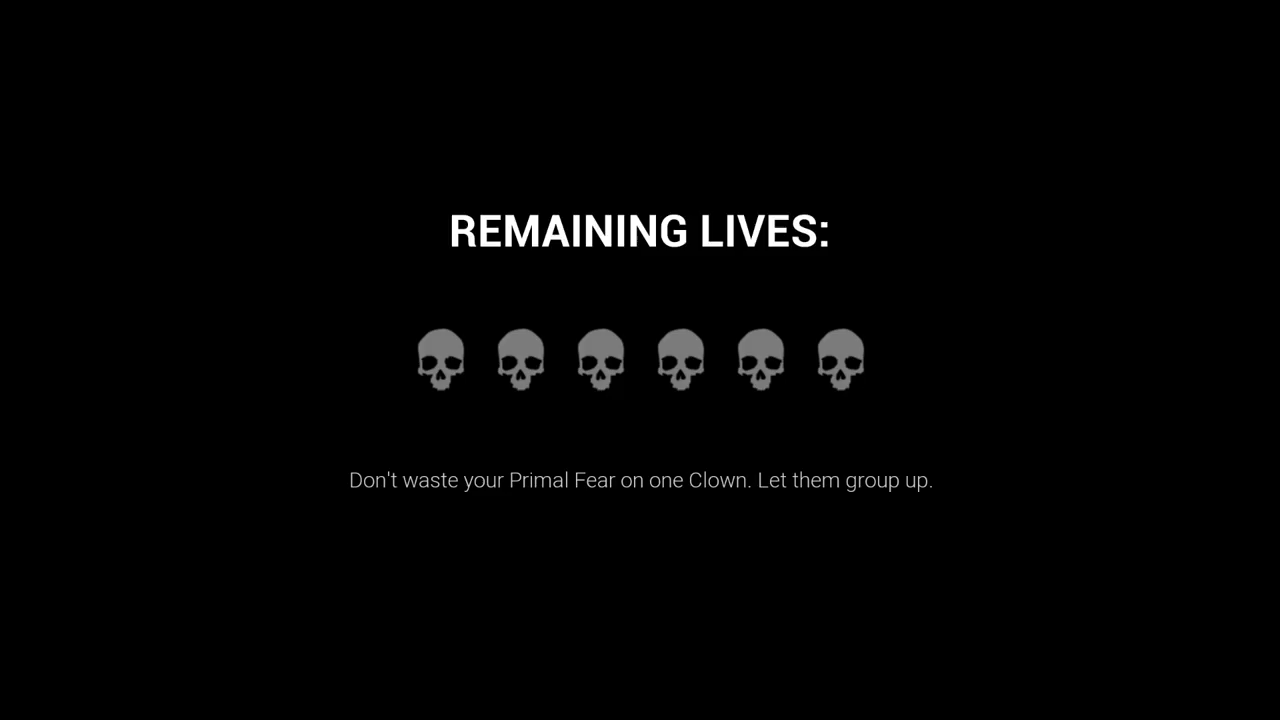 REMAINING LIVES:
Don't waste your Primal Fear on one Clown. Let them group up.